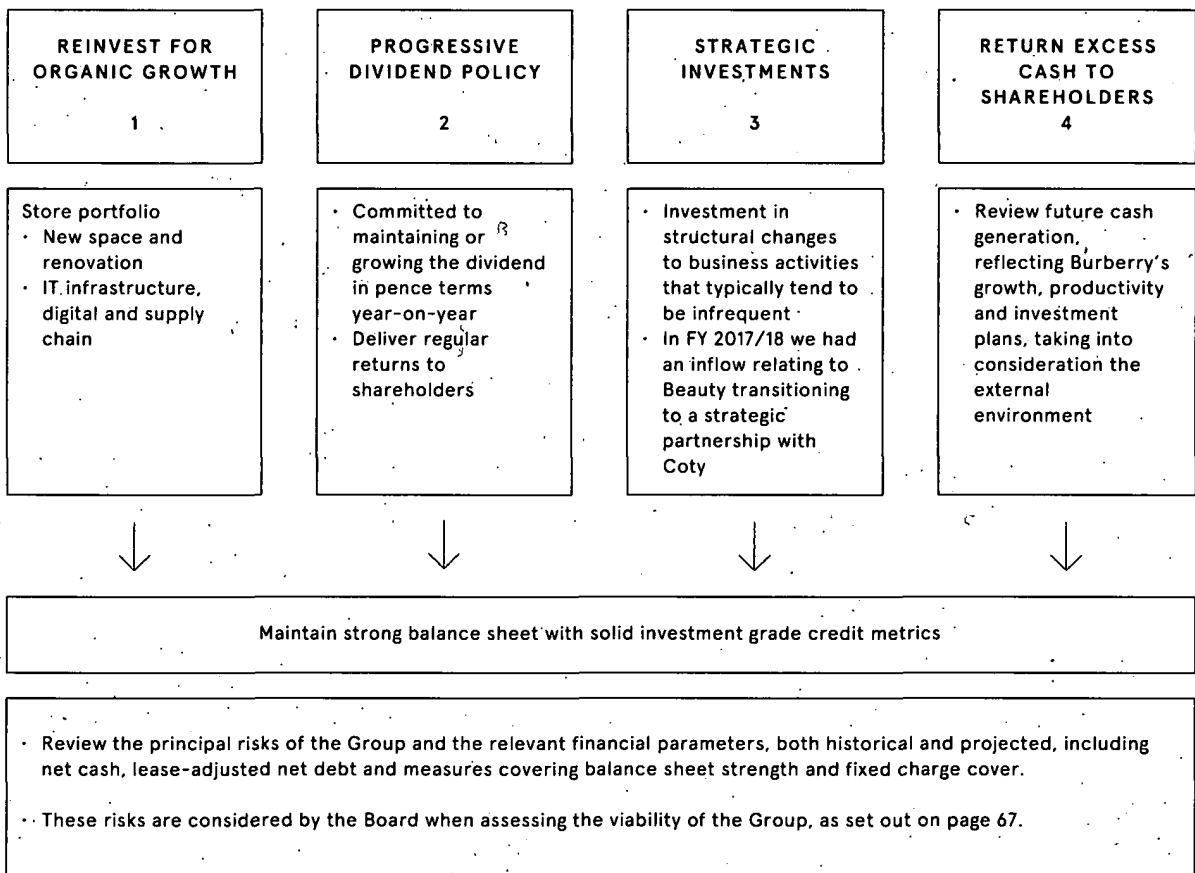 REINVEST FOR
ORGANIC GROWTH
1
PROGRESSIVE
DIVIDEND POLICY
2
STRATEGIC
INVESTMENTS
3
RETURN EXCESS
CASH TO
SHAREHOLDERS
4
Store portfolio
· New space and
renovation
· IT infrastructure,
digital and supply
chain
· Committed to
maintaining or
growing the dividend
in pence terms
year-on-year
· Deliver regular
returns to
shareholders
· Investment in
structural changes
to business activities
that typically tend to
be infrequent
· In FY 2017/18 we had
an inflow relating to
Beauty transitioning
to a strategic
partnership with
Coty
· Review future cash
generation,
reflecting Burberry's
growth, productivity
and investment
plans, taking into
consideration the
external
environment
Maintain strong balance sheet with solid investment grade credit metrics
· Review the principal risks of the Group and the relevant financial parameters, both historical and projected, including
net cash, lease-adjusted net debt and measures covering balance sheet strength and fixed charge cover.
· These risks are considered by the Board when assessing the viability of the Group, as set out on page 67.